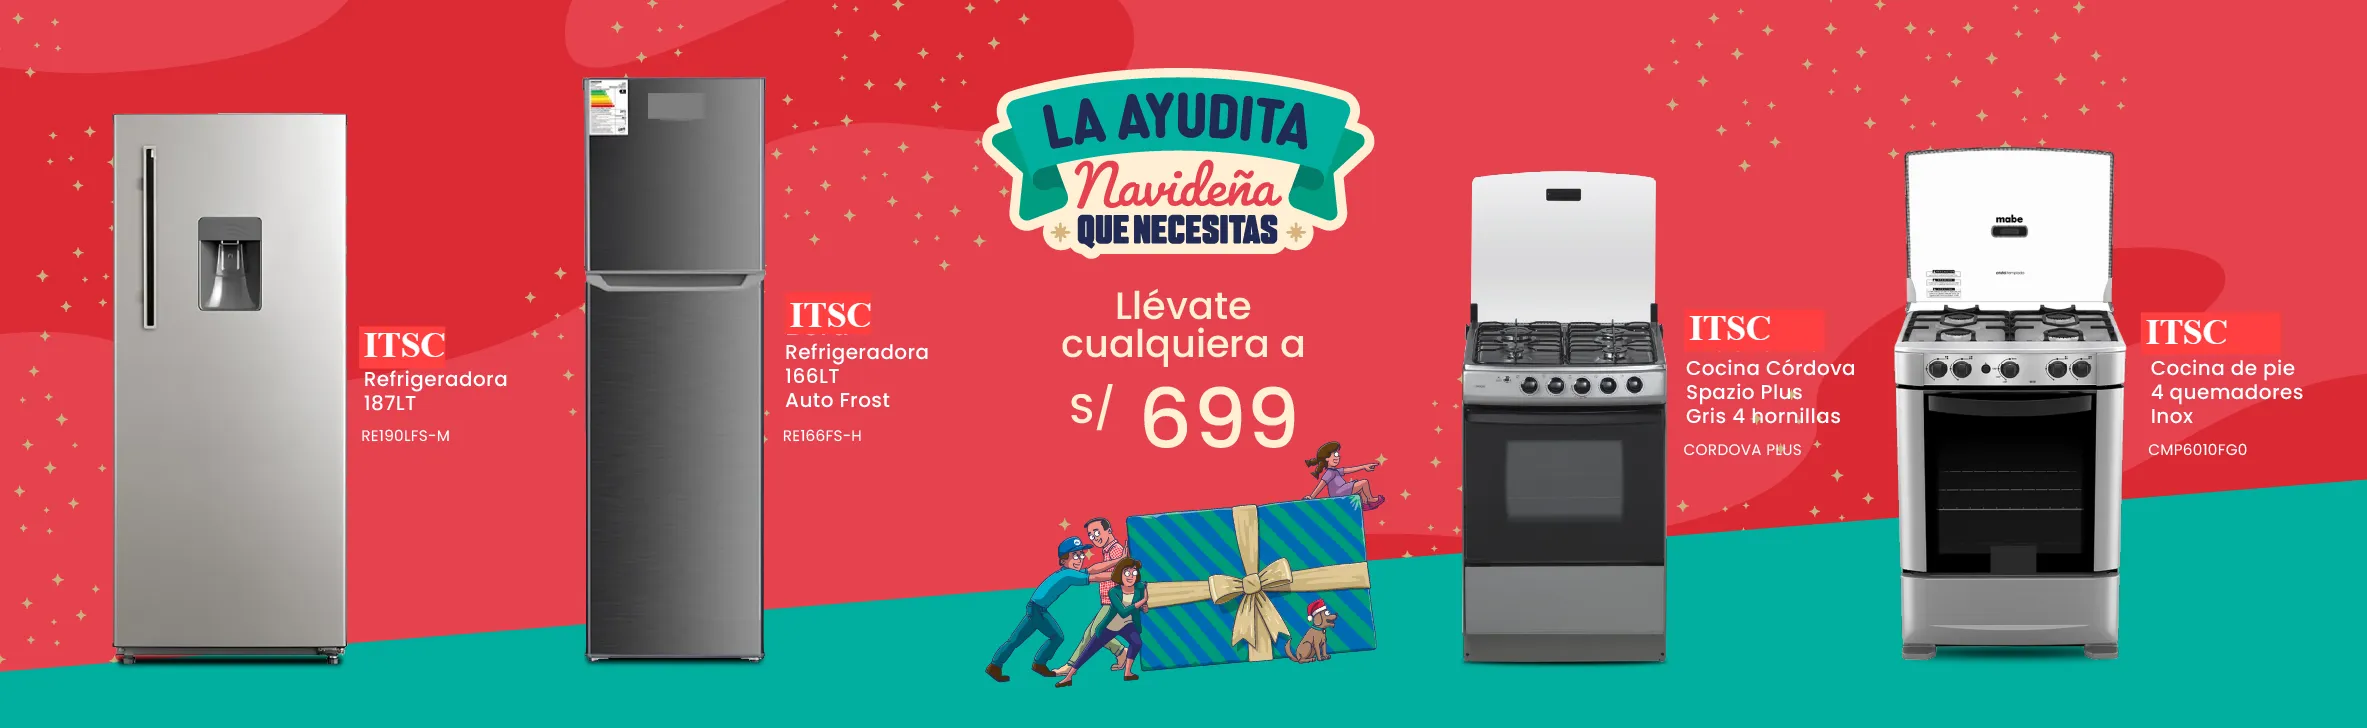 LA AYUDITA
Navideña
QUE NECESITAS
Llévate
cualquiera a
s/ 699
ITSC
Refrigeradora
187LT
RE190LFS-M
ITSC
Refrigeradora
166LT
Auto Frost
RE166FS-H
ITSC
Cocina Córdova
Spazio Plus
Gris 4 hornillas
CORDOVA PLUS
mabe
ITSC
Cocina de pie
4 quemadores
Inox
CMP6010FG0